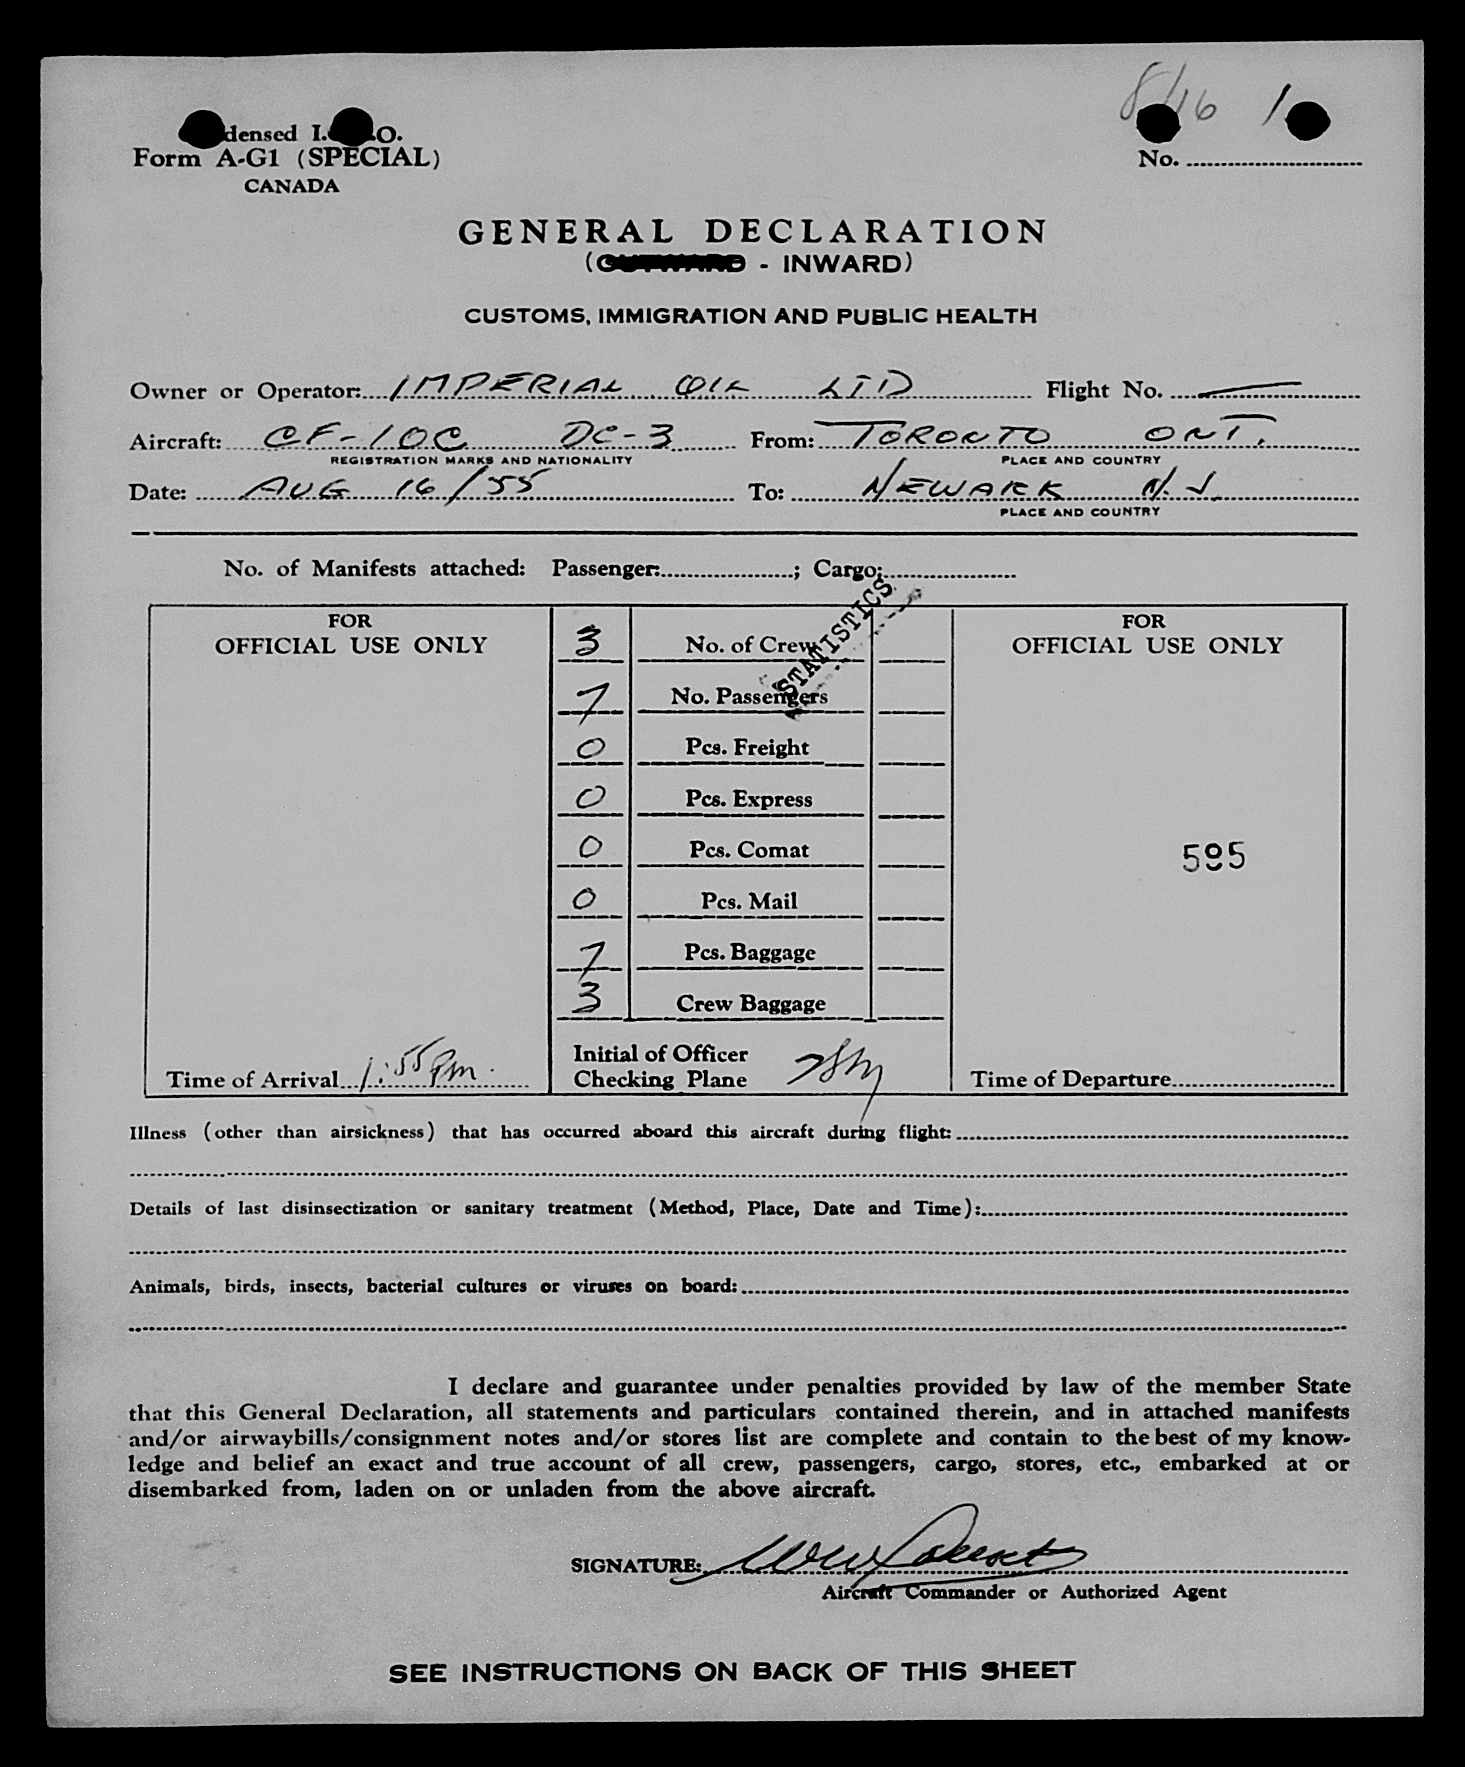 8/16 1
densed I. .O.
Form A-G1 (SPECIAL)
CANADA
No.
GENERAL DECLARATION
(OUTWARD - INWARD)
CUSTOMS, IMMIGRATION AND PUBLIC HEALTH
Owner or Operator: IMPERIAL OIL LTD Flight No. —
Aircraft: CF-IOC DC-3 From: TORONTO ONT.
REGISTRATION MARKS AND NATIONALITY PLACE AND COUNTRY
Date: AUG 16/55 To: NEWARK N.J.
PLACE AND COUNTRY
No. of Manifests attached: Passenger: ; Cargo:
STATISTICS
FOR
OFFICIAL USE ONLY
3 No. of Crew
7 No. Passengers
0 Pcs. Freight
0 Pcs. Express
0 Pcs. Comat
0 Pcs. Mail
7 Pcs. Baggage
3 Crew Baggage
FOR
OFFICIAL USE ONLY
595
Time of Arrival 1:55 Pm.
Initial of Officer
Checking Plane
Time of Departure
Illness (other than airsickness) that has occurred aboard this aircraft during flight:
Details of last disinsectization or sanitary treatment (Method, Place, Date and Time):
Animals, birds, insects, bacterial cultures or viruses on board:
I declare and guarantee under penalties provided by law of the member State
that this General Declaration, all statements and particulars contained therein, and in attached manifests
and/or airwaybills/consignment notes and/or stores list are complete and contain to the best of my know-
ledge and belief an exact and true account of all crew, passengers, cargo, stores, etc., embarked at or
disembarked from, laden on or unladen from the above aircraft.
SIGNATURE:
Aircraft Commander or Authorized Agent
SEE INSTRUCTIONS ON BACK OF THIS SHEET